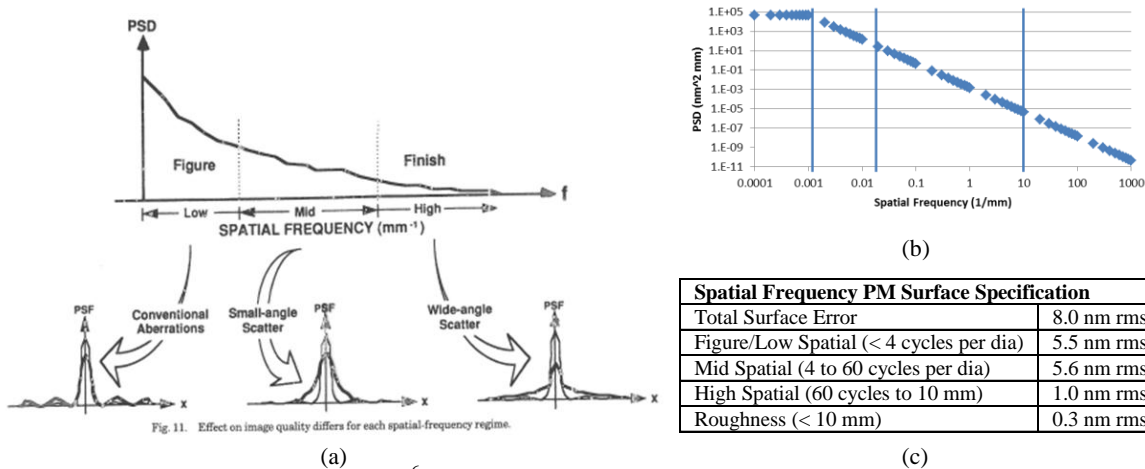 PSD
Figure
Finish
f
Low
Mid
High
SPATIAL FREQUENCY (mm⁻¹)
PSF
Conventional
Aberrations
X
Small-angle
Scatter
PSF
X
Wide-angle
Scatter
PSF
X
Fig. 11. Effect on image quality differs for each spatial-frequency regime.
(a)
1.E+05
1.E+03
1.E+01
1.E-01
1.E-03
1.E-05
1.E-07
1.E-09
1.E-11
PSD (nm^2 mm)
0.0001 0.001 0.01 0.1 1 10 100 1000
Spatial Frequency (1/mm)
(b)
Spatial Frequency PM Surface Specification
Total Surface Error 8.0 nm rms
Figure/Low Spatial (< 4 cycles per dia) 5.5 nm rms
Mid Spatial (4 to 60 cycles per dia) 5.6 nm rms
High Spatial (60 cycles to 10 mm) 1.0 nm rms
Roughness (< 10 mm) 0.3 nm rms
(c)